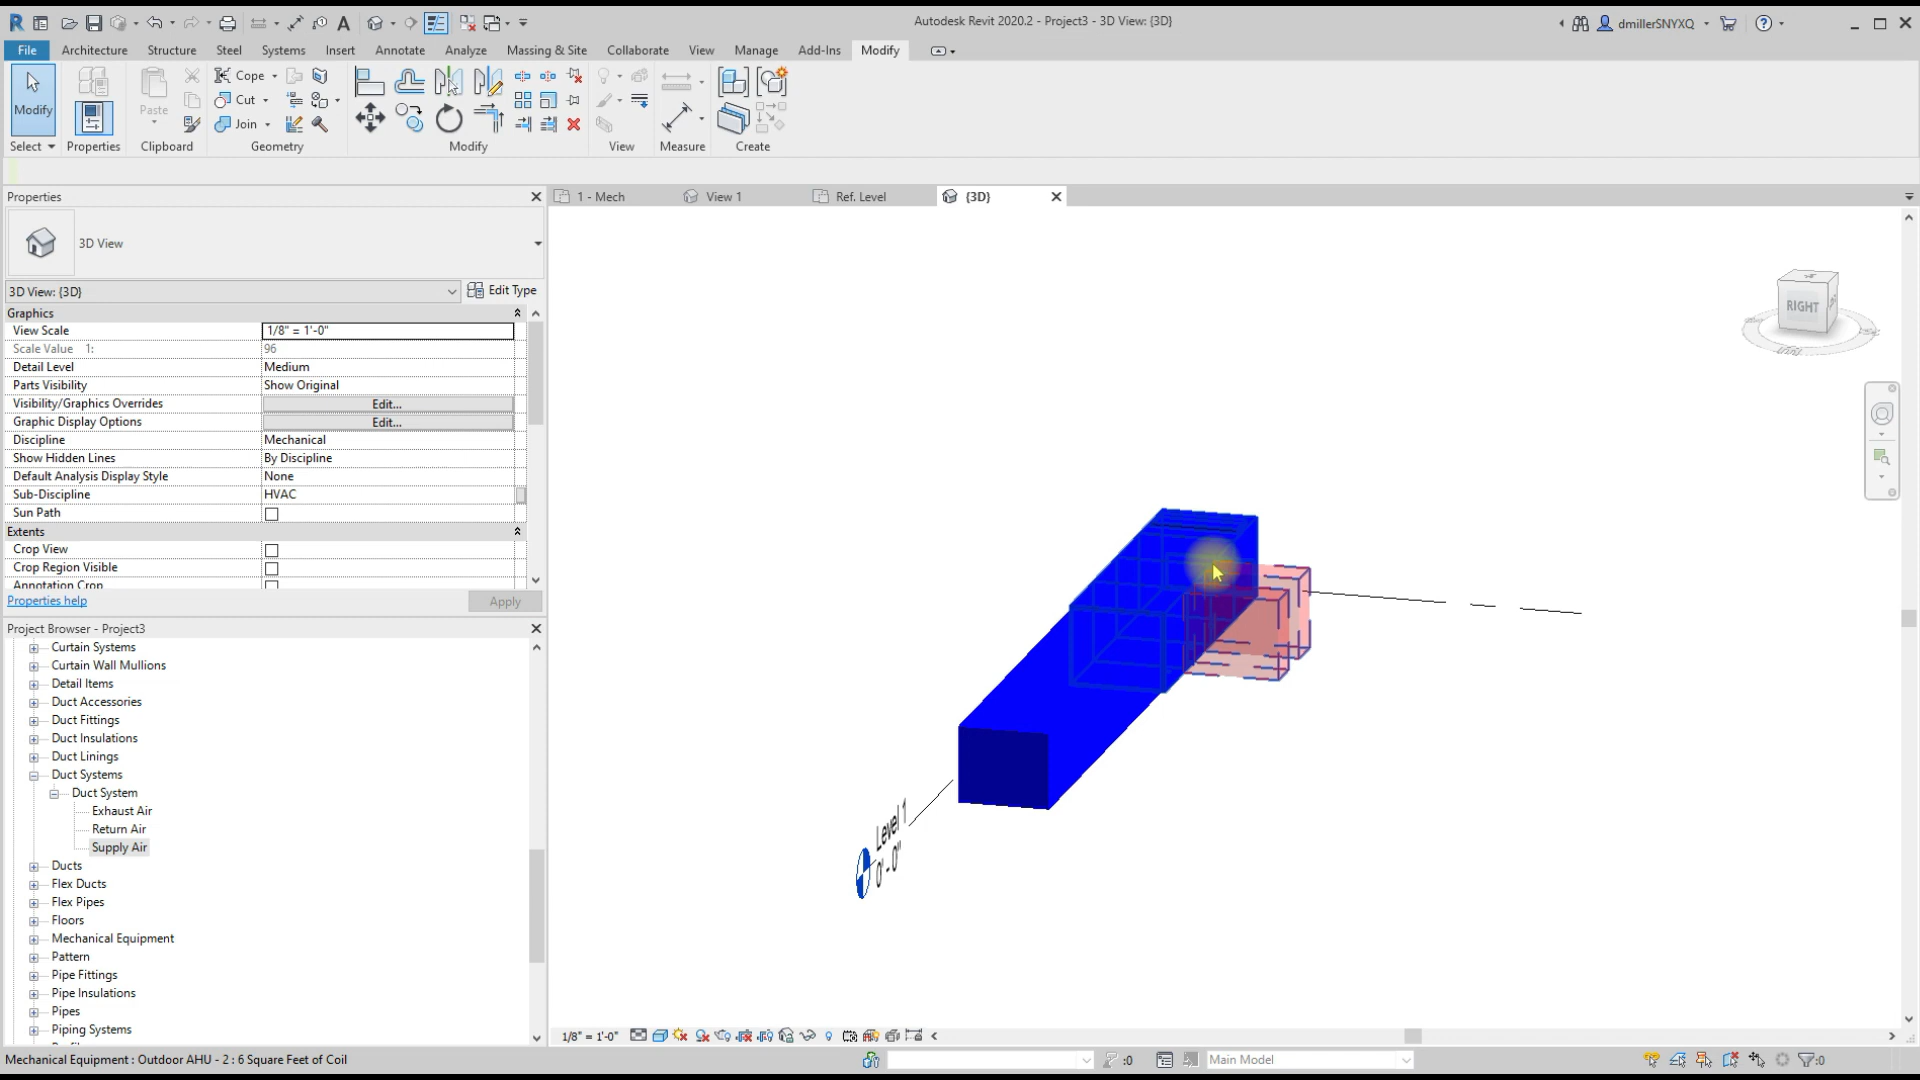 Autodesk Revit 2020.2 - Project3 - 3D View: {3D}
dmillerSNYXQ
File Architecture Structure Steel Systems Insert Annotate Analyze Massing & Site Collaborate View Manage Add-Ins Modify
Modify
Paste
Cope
Cut
Join
Select Properties Clipboard Geometry Modify View Measure Create
Properties
1 - Mech
View 1
Ref. Level
{3D}
3D View
3D View: {3D}
Edit Type
Graphics
View Scale 1/8" = 1'-0"
Scale Value 1: 96
Detail Level Medium
Parts Visibility Show Original
Visibility/Graphics Overrides Edit...
Graphic Display Options Edit...
Discipline Mechanical
Show Hidden Lines By Discipline
Default Analysis Display Style None
Sub-Discipline HVAC
Sun Path
Extents
Crop View
Crop Region Visible
Annotation Crop
Properties help
Apply
Project Browser - Project3
Curtain Systems
Curtain Wall Mullions
Detail Items
Duct Accessories
Duct Fittings
Duct Insulations
Duct Linings
Duct Systems
Duct System
Exhaust Air
Return Air
Supply Air
Ducts
Flex Ducts
Flex Pipes
Floors
Mechanical Equipment
Pattern
Pipe Fittings
Pipe Insulations
Pipes
Piping Systems
RIGHT
Level 1
0' - 0"
1/8" = 1'-0"
Mechanical Equipment : Outdoor AHU - 2 : 6 Square Feet of Coil
:0
Main Model
:0